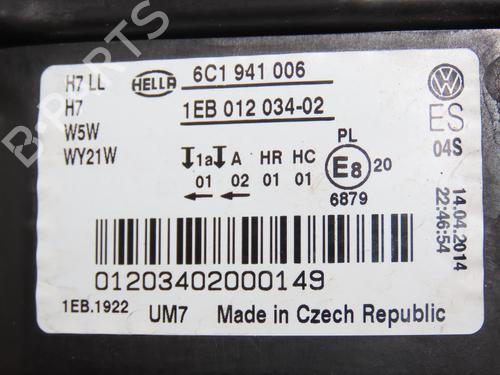 H7 LL
H7
W5W
WY21W
HELLA
6C1 941 006
1EB 012 034-02
1a A HR HC
01 02 01 01
PL
E8 20
6879
VW
ES
04S
14.04.2014
22:46:54
01203402000149
1EB.1922 UM7 Made in Czech Republic
B-PARTS